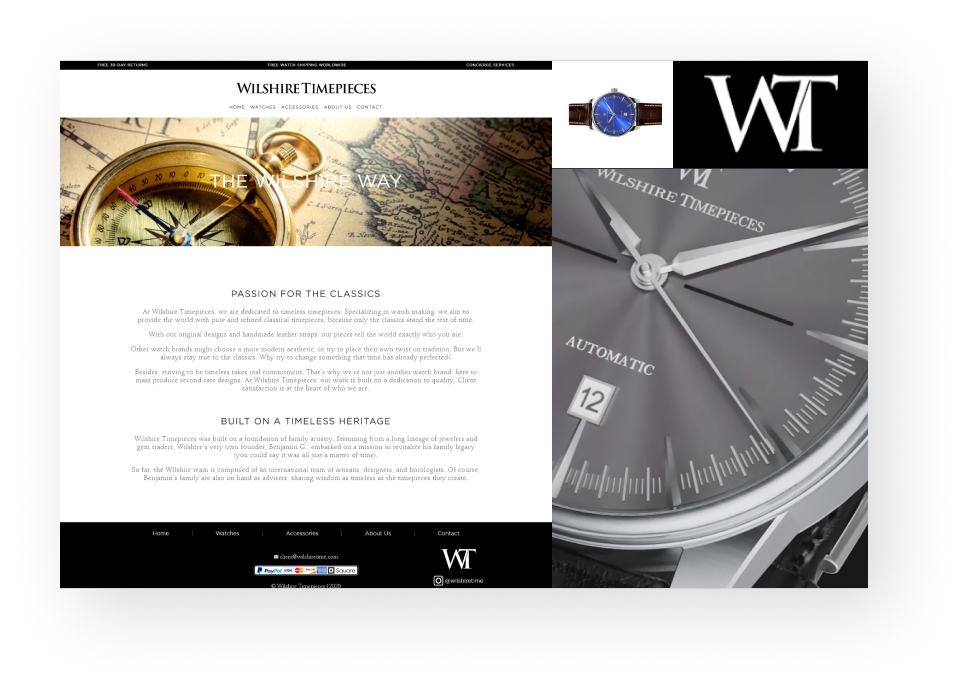 FREE 30-DAY RETURNS
FREE WATCH SHIPPING WORLDWIDE
CONCIERGE SERVICES
WILSHIRE TIMEPIECES
HOME WATCHES ACCESSORIES ABOUT US CONTACT
THE WILSHIRE WAY
PASSION FOR THE CLASSICS
At Wilshire Timepieces, we are dedicated to timeless timepieces. Specializing in watch making, we aim to
provide the world with pure and refined classical timepieces, because only the classics stand the test of time.
With our original designs and handmade leather straps, our pieces tell the world exactly who you are.
Other watch brands might choose a more modern aesthetic, or try to place their own twist on tradition. But we'll
always stay true to the classics. Why try to change something that time has already perfected?
Besides, striving to be timeless takes real commitment. That's why we're not just another watch brand, here to
mass produce second-rate designs. At Wilshire Timepieces, our work is built on a dedication to quality. Client
satisfaction is at the heart of who we are.
BUILT ON A TIMELESS HERITAGE
Wilshire Timepieces was built on a foundation of family artistry. Stemming from a long lineage of jewelers and
gem traders, Wilshire's very own founder, Benjamin G., embarked on a mission to revitalize his family legacy
(you could say it was all just a matter of time).
So far, the Wilshire team is comprised of an international team of artisans, designers, and horologists. Of course,
Benjamin's family are also on hand as advisers, sharing wisdom as timeless as the timepieces they create.
Home | Watches | Accessories | About Us | Contact
client@wilshiretime.com
PayPal VISA Square
© Wilshire Timepieces | 2020
WT
@wilshiretime
WT
WT
WILSHIRE TIMEPIECES
AUTOMATIC
12